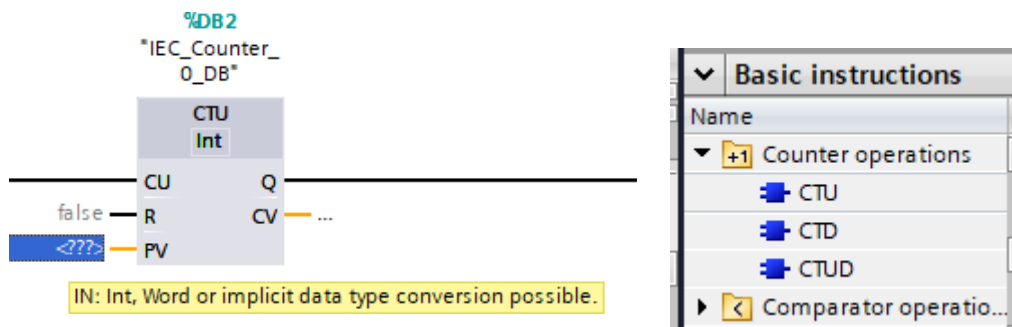 %DB2
"IEC_Counter_
0_DB"
CTU
Int
CU Q
false R CV ...
<???> PV
IN: Int, Word or implicit data type conversion possible.
Basic instructions
Name
+1 Counter operations
CTU
CTD
CTUD
< Comparator operatio...